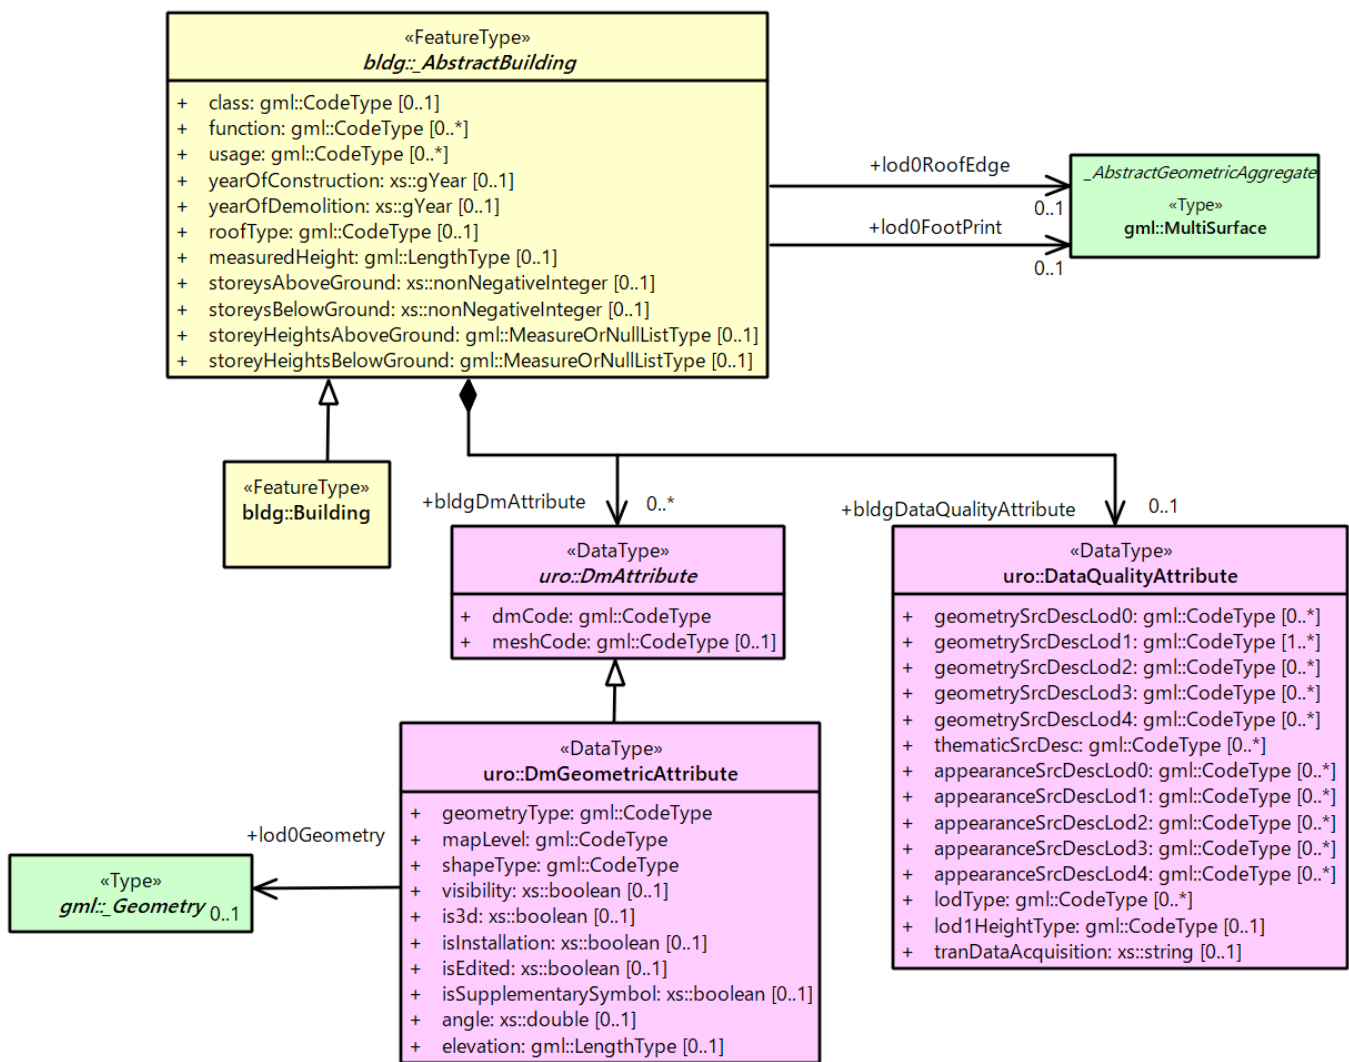 «FeatureType»
bldg::_AbstractBuilding
+ class: gml::CodeType [0..1]
+ function: gml::CodeType [0..*]
+ usage: gml::CodeType [0..*]
+ yearOfConstruction: xs::gYear [0..1]
+ yearOfDemolition: xs::gYear [0..1]
+ roofType: gml::CodeType [0..1]
+ measuredHeight: gml::LengthType [0..1]
+ storeysAboveGround: xs::nonNegativeInteger [0..1]
+ storeysBelowGround: xs::nonNegativeInteger [0..1]
+ storeyHeightsAboveGround: gml::MeasureOrNullListType [0..1]
+ storeyHeightsBelowGround: gml::MeasureOrNullListType [0..1]
+lod0RoofEdge
0..1
+lod0FootPrint
0..1
_AbstractGeometricAggregate
«Type»
gml::MultiSurface
«FeatureType»
bldg::Building
+bldgDmAttribute
0..*
+bldgDataQualityAttribute
0..1
«DataType»
uro::DmAttribute
+ dmCode: gml::CodeType
+ meshCode: gml::CodeType [0..1]
«DataType»
uro::DataQualityAttribute
+ geometrySrcDescLod0: gml::CodeType [0..*]
+ geometrySrcDescLod1: gml::CodeType [1..*]
+ geometrySrcDescLod2: gml::CodeType [0..*]
+ geometrySrcDescLod3: gml::CodeType [0..*]
+ geometrySrcDescLod4: gml::CodeType [0..*]
+ thematicSrcDesc: gml::CodeType [0..*]
+ appearanceSrcDescLod0: gml::CodeType [0..*]
+ appearanceSrcDescLod1: gml::CodeType [0..*]
+ appearanceSrcDescLod2: gml::CodeType [0..*]
+ appearanceSrcDescLod3: gml::CodeType [0..*]
+ appearanceSrcDescLod4: gml::CodeType [0..*]
+ lodType: gml::CodeType [0..*]
+ lod1HeightType: gml::CodeType [0..1]
+ tranDataAcquisition: xs::string [0..1]
«DataType»
uro::DmGeometricAttribute
+ geometryType: gml::CodeType
+ mapLevel: gml::CodeType
+ shapeType: gml::CodeType
+ visibility: xs::boolean [0..1]
+ is3d: xs::boolean [0..1]
+ isInstallation: xs::boolean [0..1]
+ isEdited: xs::boolean [0..1]
+ isSupplementarySymbol: xs::boolean [0..1]
+ angle: xs::double [0..1]
+ elevation: gml::LengthType [0..1]
+lod0Geometry
«Type»
gml::_Geometry
0..1